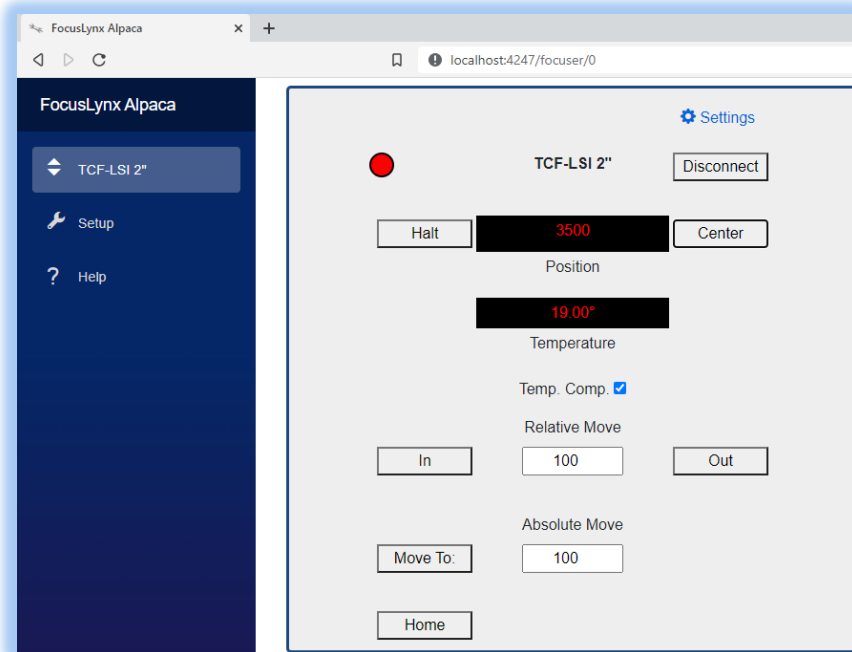 FocusLynx Alpaca
localhost:4247/focuser/0
FocusLynx Alpaca
TCF-LSI 2"
Setup
? Help
Settings
TCF-LSI 2"
Disconnect
Halt
3500
Center
Position
19.00°
Temperature
Temp. Comp.
Relative Move
In
100
Out
Absolute Move
Move To:
100
Home